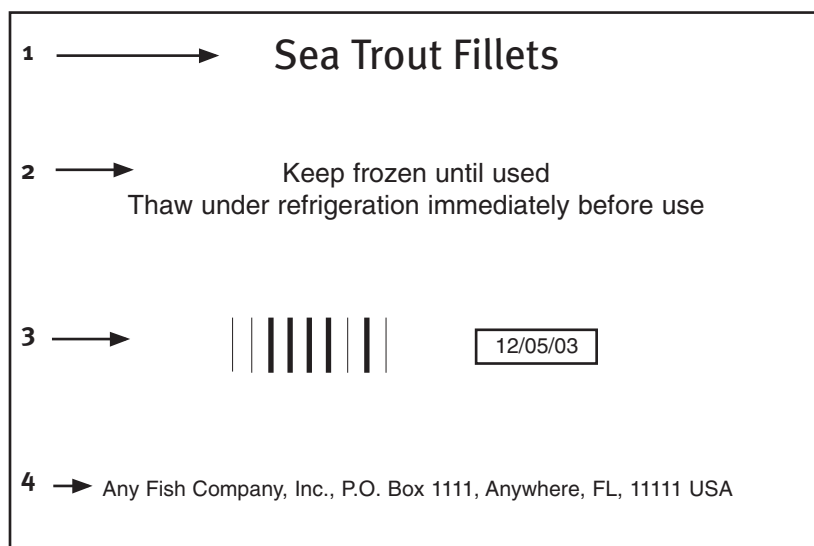 1 Sea Trout Fillets
2 Keep frozen until used
Thaw under refrigeration immediately before use
3 12/05/03
4 Any Fish Company, Inc., P.O. Box 1111, Anywhere, FL, 11111 USA